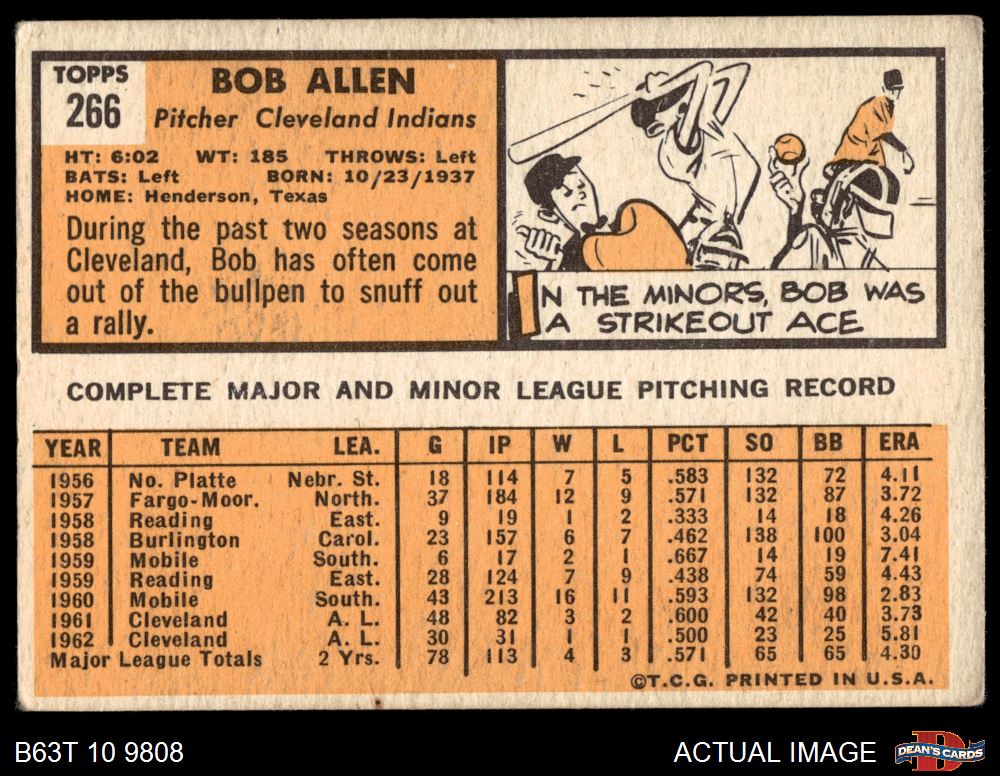 TOPPS
266
BOB ALLEN
Pitcher Cleveland Indians
HT: 6:02 WT: 185 THROWS: Left
BATS: Left BORN: 10/23/1937
HOME: Henderson, Texas
During the past two seasons at
Cleveland, Bob has often come
out of the bullpen to snuff out
a rally.
IN THE MINORS, BOB WAS
A STRIKEOUT ACE
COMPLETE MAJOR AND MINOR LEAGUE PITCHING RECORD
YEAR TEAM LEA. G IP W L PCT SO BB ERA
1956 No. Platte Nebr. St. 18 114 7 5 .583 132 72 4.11
1957 Fargo-Moor. North. 37 184 12 9 .571 132 87 3.72
1958 Reading East. 9 19 1 2 .333 14 18 4.26
1958 Burlington Carol. 23 157 6 7 .462 138 100 3.04
1959 Mobile South. 6 17 2 1 .667 14 19 7.41
1959 Reading East. 28 124 7 9 .438 74 59 4.43
1960 Mobile South. 43 213 16 11 .593 132 98 2.83
1961 Cleveland A. L. 48 82 3 2 .600 42 40 3.73
1962 Cleveland A. L. 30 31 1 1 .500 23 25 5.81
Major League Totals 2 Yrs. 78 113 4 3 .571 65 65 4.30
©T.C.G. PRINTED IN U.S.A.
B63T 10 9808
ACTUAL IMAGE
DEAN'S CARDS